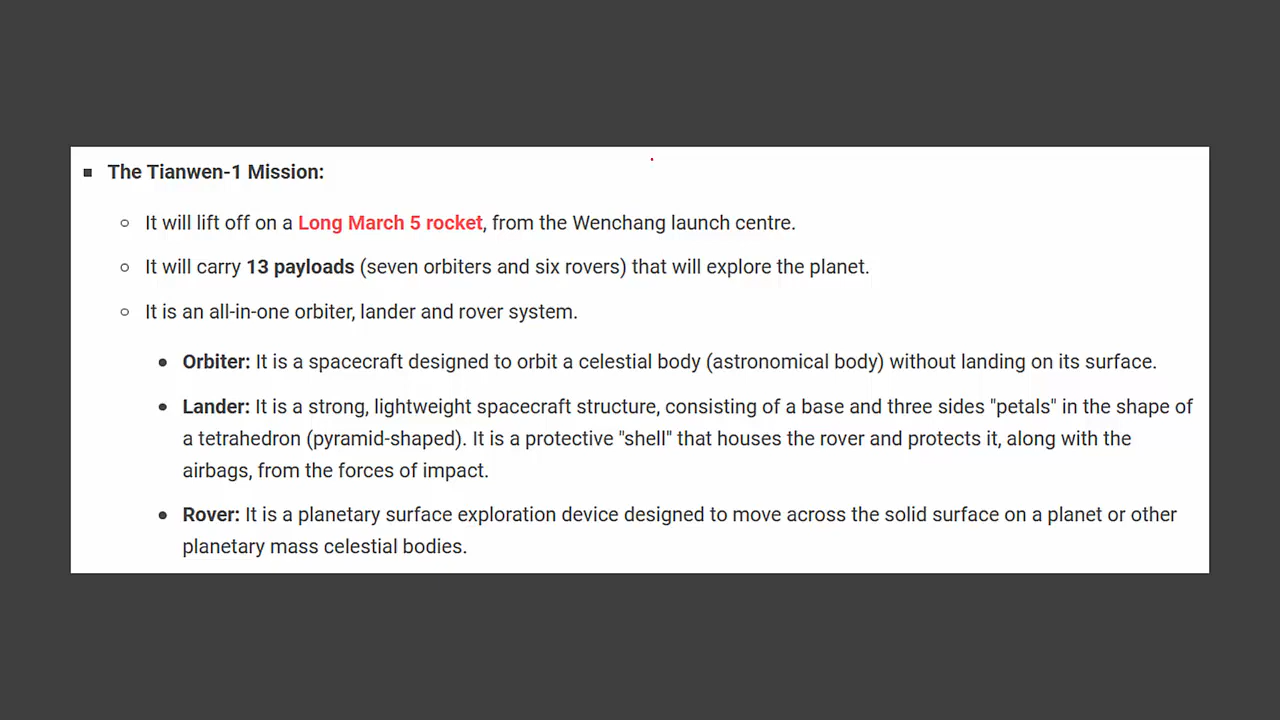 The Tianwen-1 Mission:
It will lift off on a Long March 5 rocket, from the Wenchang launch centre.
It will carry 13 payloads (seven orbiters and six rovers) that will explore the planet.
It is an all-in-one orbiter, lander and rover system.
Orbiter: It is a spacecraft designed to orbit a celestial body (astronomical body) without landing on its surface.
Lander: It is a strong, lightweight spacecraft structure, consisting of a base and three sides "petals" in the shape of
a tetrahedron (pyramid-shaped). It is a protective "shell" that houses the rover and protects it, along with the
airbags, from the forces of impact.
Rover: It is a planetary surface exploration device designed to move across the solid surface on a planet or other
planetary mass celestial bodies.